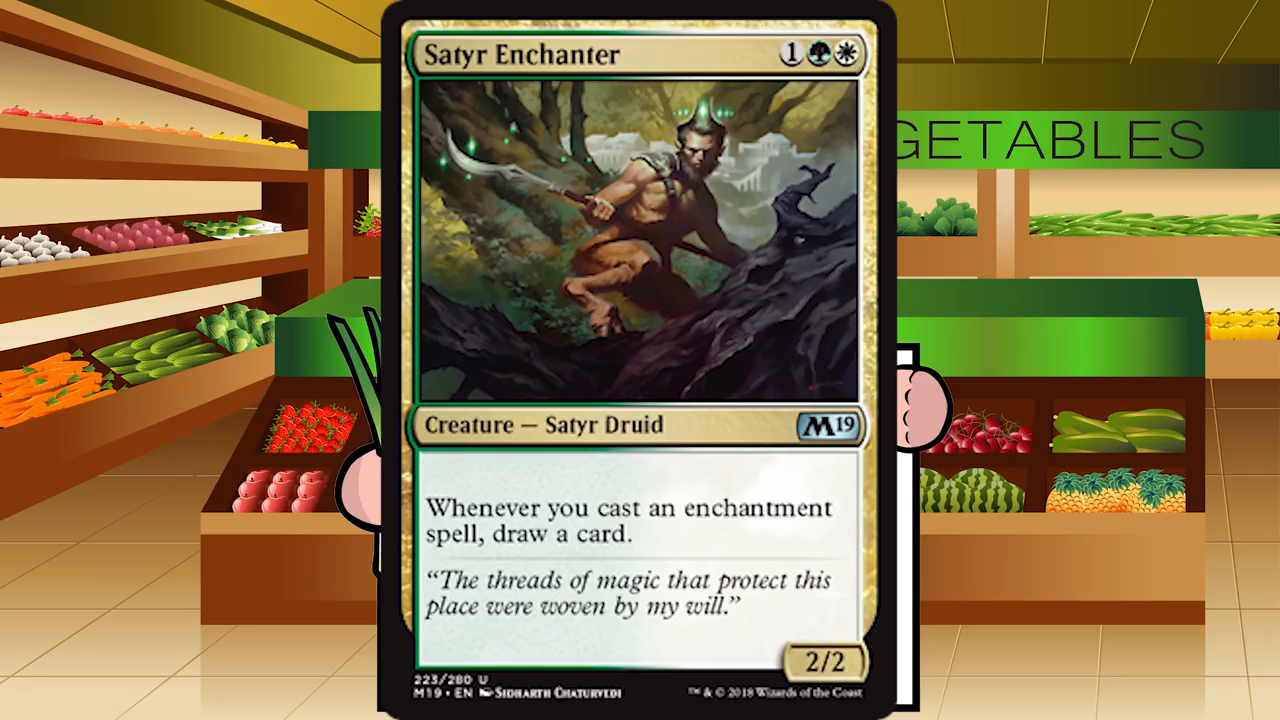 Satyr Enchanter 1
GETABLES
Creature — Satyr Druid M19
Whenever you cast an enchantment
spell, draw a card.
“The threads of magic that protect this
place were woven by my will.”
2/2
223/280 U
M19 • EN Sidharth Chaturvedi ™ & © 2018 Wizards of the Coast